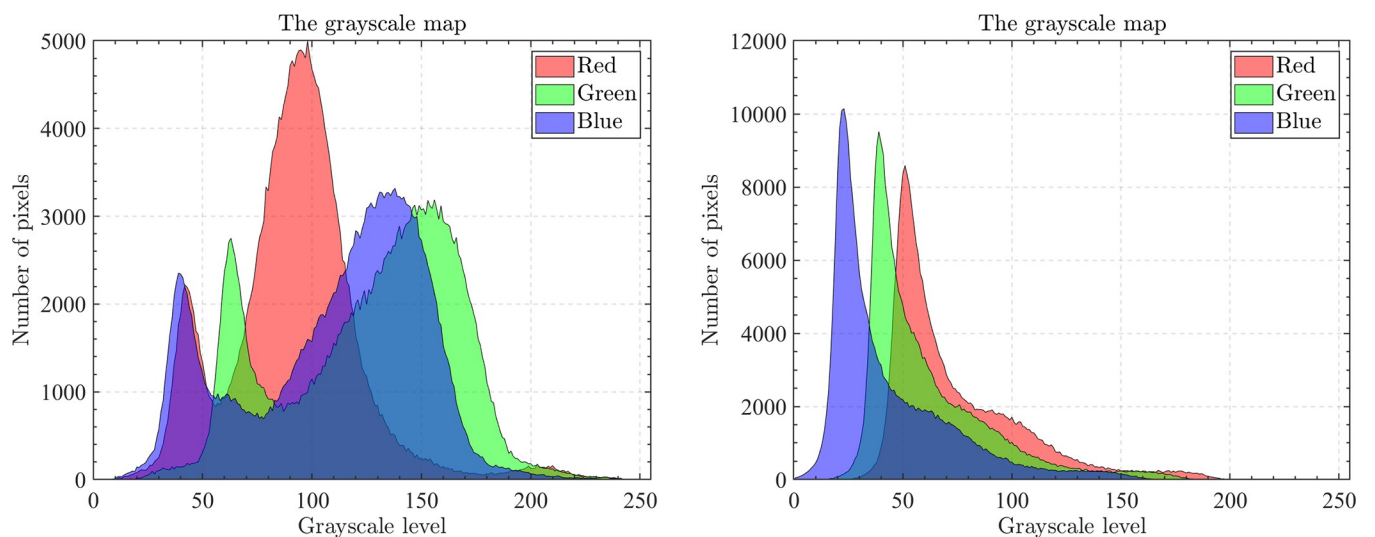 The grayscale map
5000
4000
3000
2000
1000
0
Number of pixels
Red
Green
Blue
0 50 100 150 200 250
Grayscale level
The grayscale map
12000
10000
8000
6000
4000
2000
0
Number of pixels
Red
Green
Blue
0 50 100 150 200 250
Grayscale level